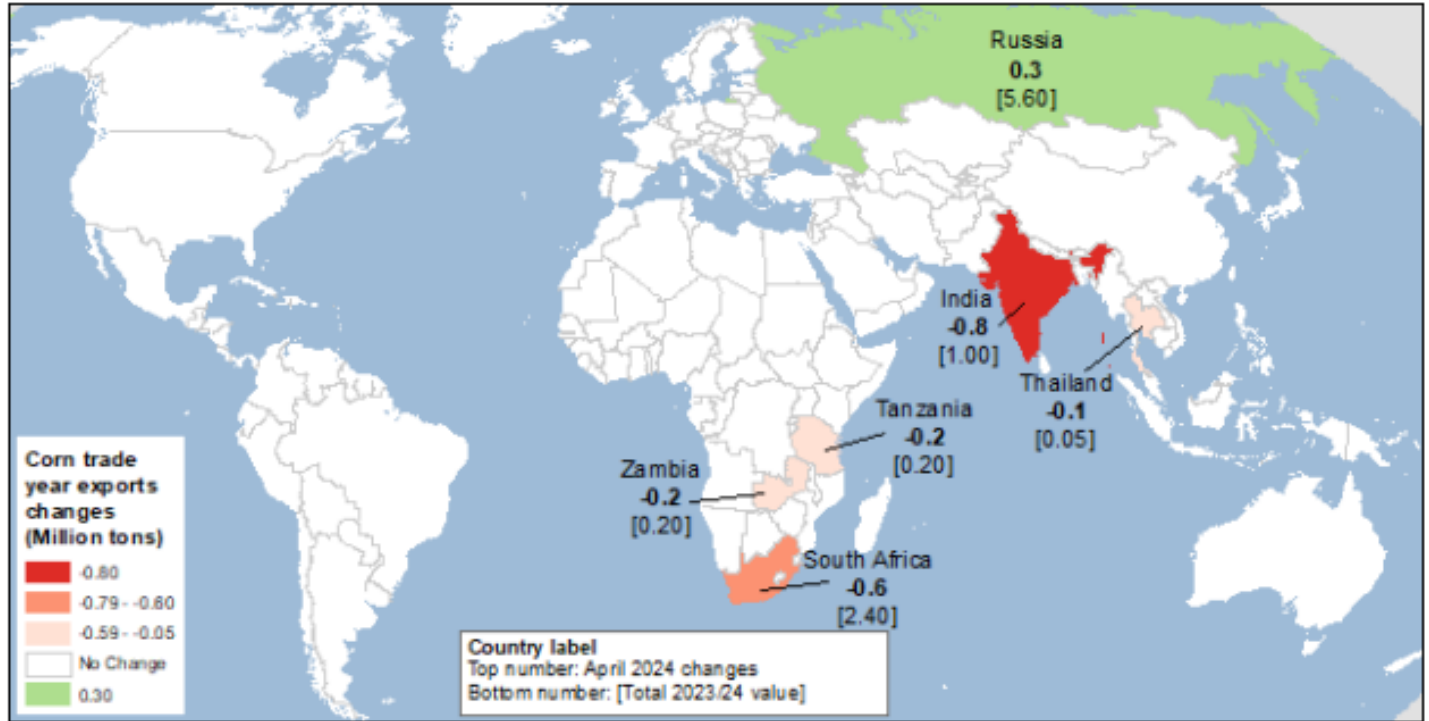 Russia
0.3
[5.60]
India
-0.8
[1.00]
Thailand
-0.1
[0.05]
Tanzania
-0.2
[0.20]
Zambia
-0.2
[0.20]
South Africa
-0.6
[2.40]
Corn trade
year exports
changes
(Million tons)
-0.80
-0.79 - -0.60
-0.59 - -0.05
No Change
0.30
Country label
Top number: April 2024 changes
Bottom number: [Total 2023/24 value]